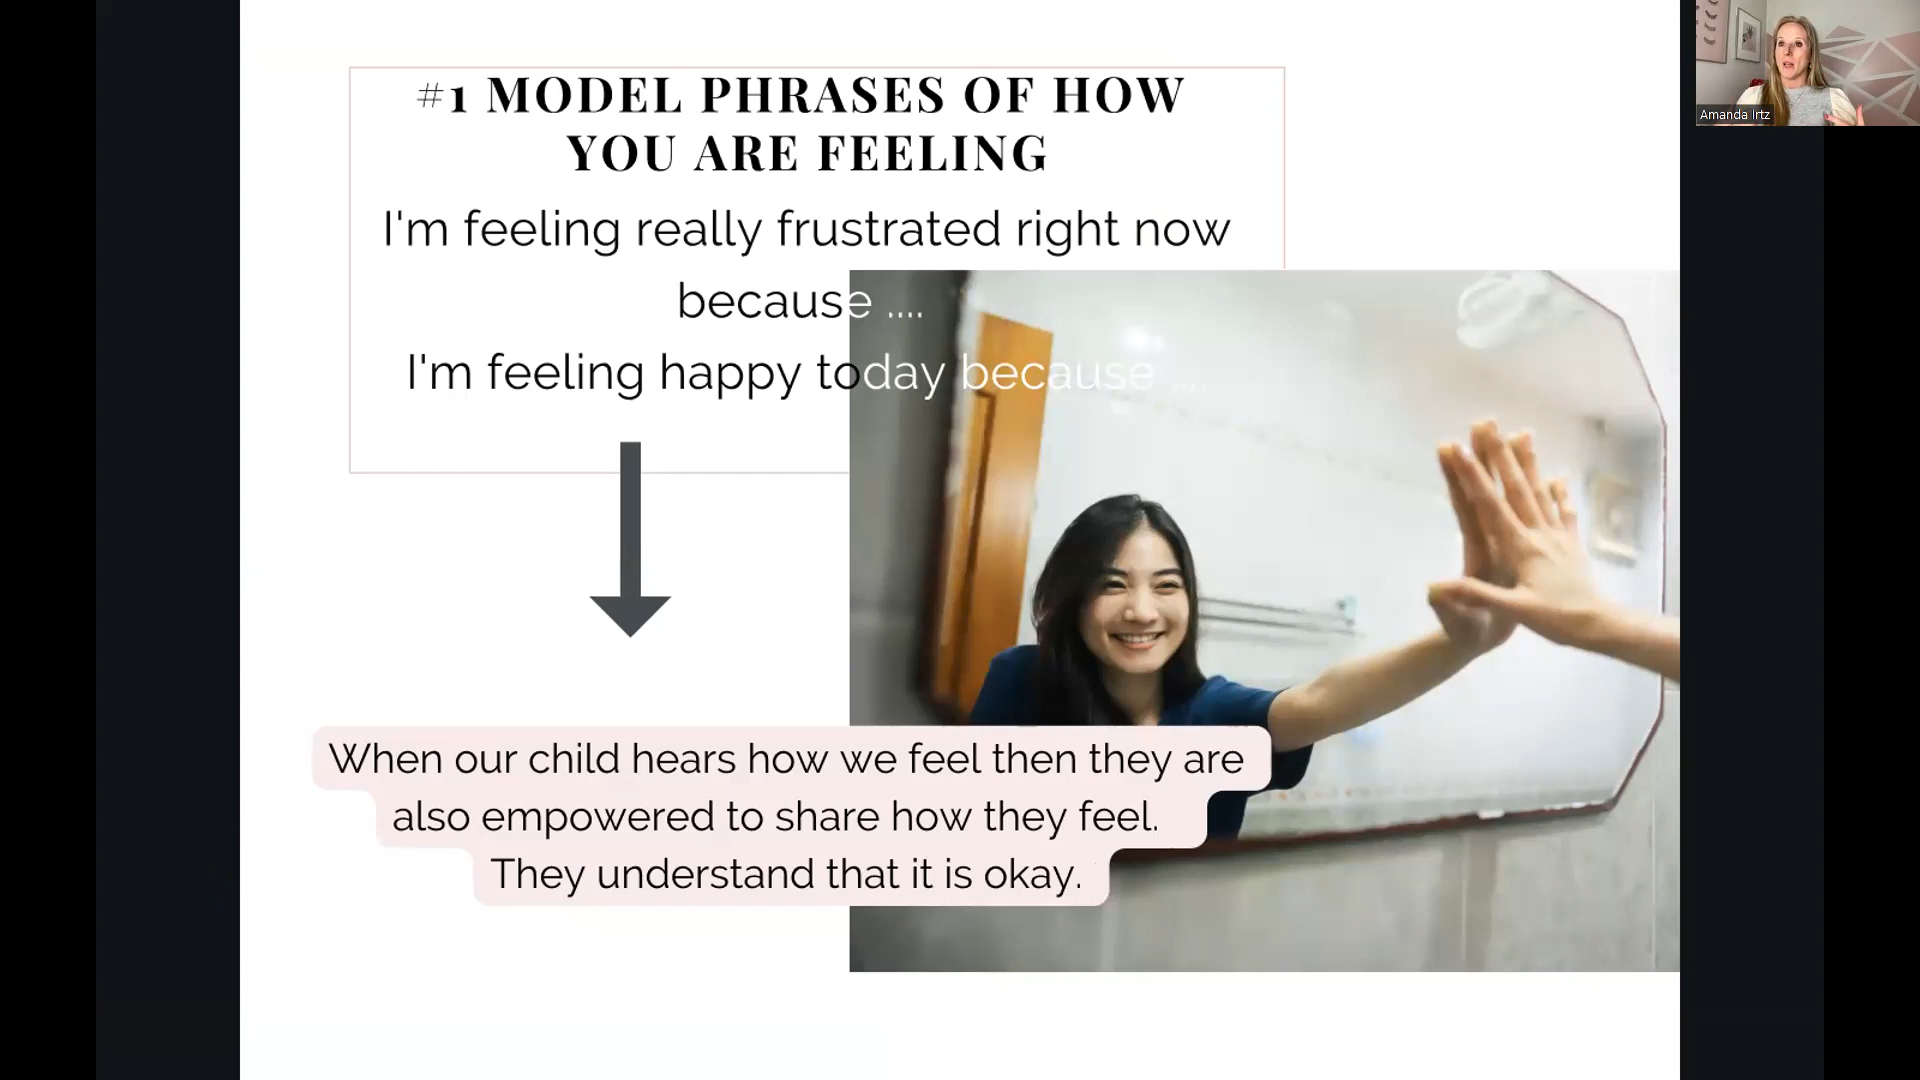 #1 MODEL PHRASES OF HOW
YOU ARE FEELING
I'm feeling really frustrated right now
because ....
I'm feeling happy today because ....
When our child hears how we feel then they are
also empowered to share how they feel.
They understand that it is okay.
Amanda Irtz